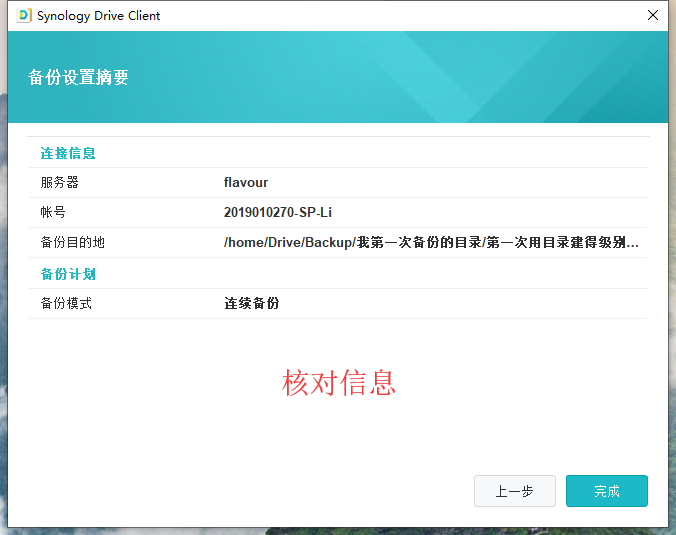 Synology Drive Client
备份设置摘要
连接信息
服务器 flavour
帐号 2019010270-SP-Li
备份目的地 /home/Drive/Backup/我第一次备份的目录/第一次用目录建得级别...
备份计划
备份模式 连续备份
核对信息
上一步 完成